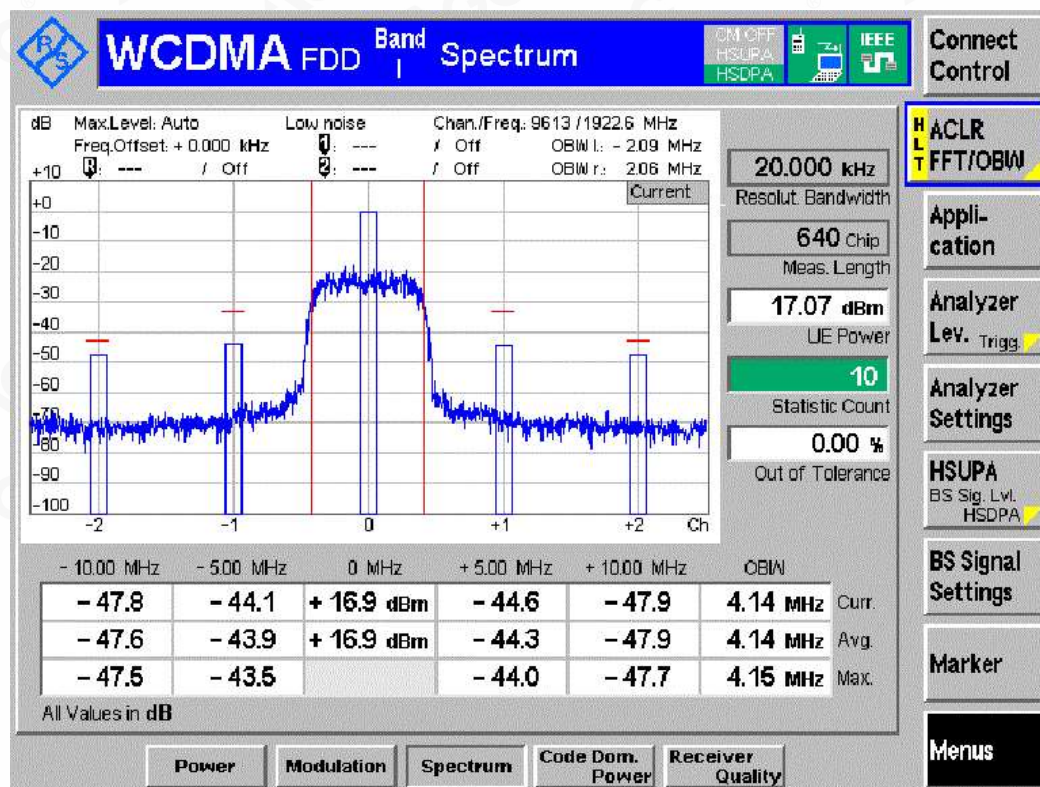 R S
WCDMA FDD Band I Spectrum
CM OFF
HSUPA
HSDPA
IEEE
Connect Control
dB Max.Level: Auto Low noise Chan./Freq.: 9613 / 1922.6 MHz
Freq.Offset: + 0.000 kHz 1: --- / Off OBW l.: - 2.09 MHz
R: --- / Off 2: --- / Off OBW r.: 2.06 MHz
Current
+10
+0
-10
-20
-30
-40
-50
-60
-70
-80
-90
-100
-2 -1 0 +1 +2 Ch
20.000 kHz
Resolut. Bandwidth
640 Chip
Meas. Length
17.07 dBm
UE Power
10
Statistic Count
0.00 %
Out of Tolerance
- 10.00 MHz - 5.00 MHz 0 MHz + 5.00 MHz + 10.00 MHz OBW
- 47.8 - 44.1 + 16.9 dBm - 44.6 - 47.9 4.14 MHz Curr.
- 47.6 - 43.9 + 16.9 dBm - 44.3 - 47.9 4.14 MHz Avg.
- 47.5 - 43.5 - 44.0 - 47.7 4.15 MHz Max.
All Values in dB
HLT
ACLR
FFT/OBW
Appli-
cation
Analyzer
Lev. Trigg.
Analyzer
Settings
HSUPA
BS Sig. Lvl.
HSDPA
BS Signal
Settings
Marker
Menus
Power
Modulation
Spectrum
Code Dom.
Power
Receiver
Quality